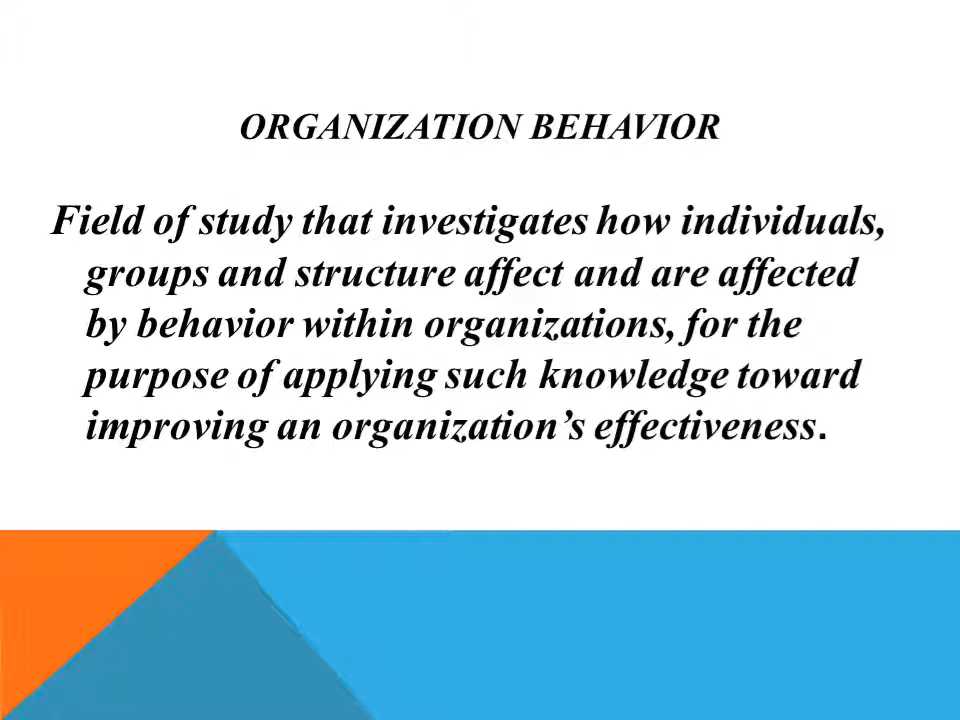 ORGANIZATION BEHAVIOR
Field of study that investigates how individuals,
groups and structure affect and are affected
by behavior within organizations, for the
purpose of applying such knowledge toward
improving an organization’s effectiveness.